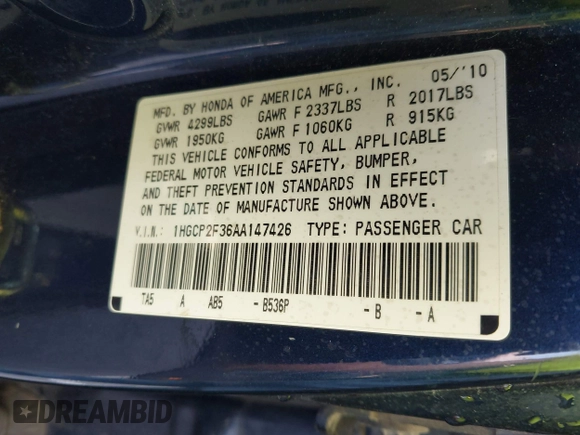 MFD. BY HONDA OF AMERICA MFG., INC. 05/'10
GVWR 4299LBS GAWR F 2337LBS R 2017LBS
GVWR 1950KG GAWR F 1060KG R 915KG
THIS VEHICLE CONFORMS TO ALL APPLICABLE
FEDERAL MOTOR VEHICLE SAFETY, BUMPER,
AND THEFT PREVENTION STANDARDS IN EFFECT
ON THE DATE OF MANUFACTURE SHOWN ABOVE.
V.I.N.: 1HGCP2F36AA147426 TYPE: PASSENGER CAR
TA5 A AB5 - B536P - B - A
DREAMBID